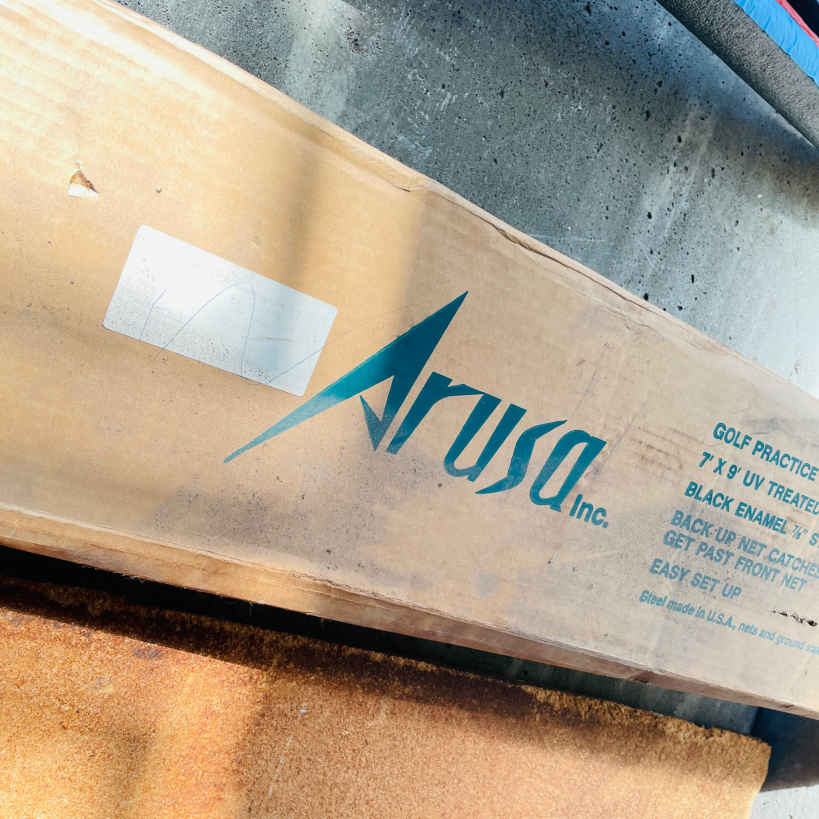 Arusa Inc.
GOLF PRACTICE
7' X 9' UV TREATED
BLACK ENAMEL
BACK-UP NET CATCHES
GET PAST FRONT NET
EASY SET UP
Steel made in U.S.A., nets and ground